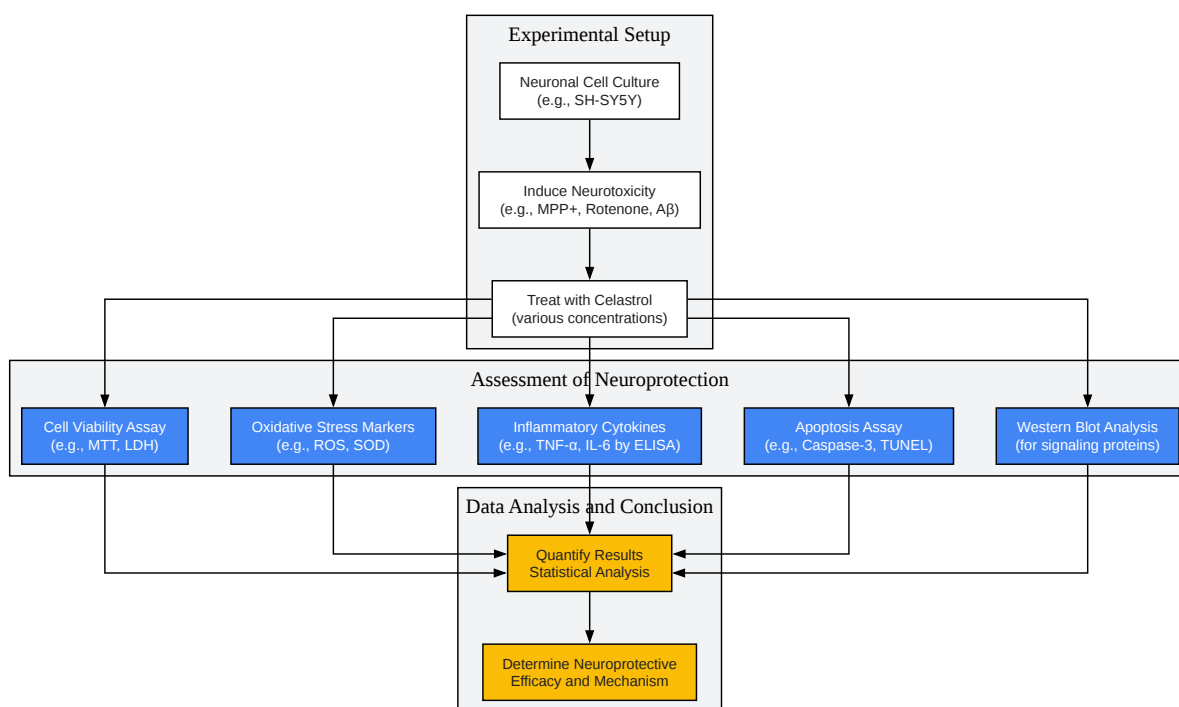 Experimental Setup
Neuronal Cell Culture
(e.g., SH-SY5Y)
Induce Neurotoxicity
(e.g., MPP+, Rotenone, Aβ)
Treat with Celastrol
(various concentrations)
Assessment of Neuroprotection
Cell Viability Assay
(e.g., MTT, LDH)
Oxidative Stress Markers
(e.g., ROS, SOD)
Inflammatory Cytokines
(e.g., TNF-α, IL-6 by ELISA)
Apoptosis Assay
(e.g., Caspase-3, TUNEL)
Western Blot Analysis
(for signaling proteins)
Data Analysis and Conclusion
Quantify Results
Statistical Analysis
Determine Neuroprotective
Efficacy and Mechanism